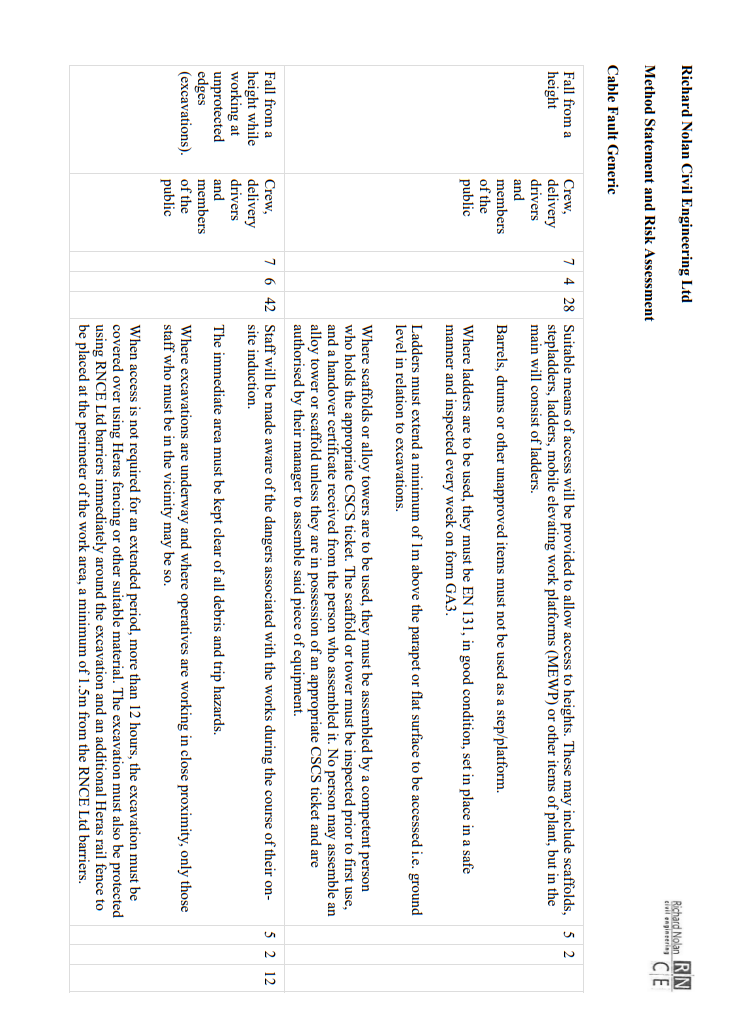 Richard Nolan Civil Engineering Ltd
Richard Nolan
civil engineering
RN
CE
Method Statement and Risk Assessment
Cable Fault Generic
Fall from a
height
Crew,
delivery
drivers
and
members
of the
public
7 4 28
Suitable means of access will be provided to allow access to heights. These may include scaffolds,
stepladders, ladders, mobile elevating work platforms (MEWP) or other items of plant, but in the
main will consist of ladders.
Barrels, drums or other unapproved items must not be used as a step/platform.
Where ladders are to be used, they must be EN 131, in good condition, set in place in a safe
manner and inspected every week on form GA3.
Ladders must extend a minimum of 1m above the parapet or flat surface to be accessed i.e. ground
level in relation to excavations.
Where scaffolds or alloy towers are to be used, they must be assembled by a competent person
who holds the appropriate CSCS ticket. The scaffold or tower must be inspected prior to first use,
and a handover certificate received from the person who assembled it. No person may assemble an
alloy tower or scaffold unless they are in possession of an appropriate CSCS ticket and are
authorised by their manager to assemble said piece of equipment.
5 2
Fall from a
height while
working at
unprotected
edges
(excavations).
Crew,
delivery
drivers
and
members
of the
public
7 6 42
Staff will be made aware of the dangers associated with the works during the course of their on-
site induction.
The immediate area must be kept clear of all debris and trip hazards.
Where excavations are underway and where operatives are working in close proximity, only those
staff who must be in the vicinity may be so.
When access is not required for an extended period, more than 12 hours, the excavation must be
covered over using Heras fencing or other suitable material. The excavation must also be protected
using RNCE Ltd barriers immediately around the excavation and an additional Heras rail fence to
be placed at the perimeter of the work area, a minimum of 1.5m from the RNCE Ltd barriers.
5 2 12